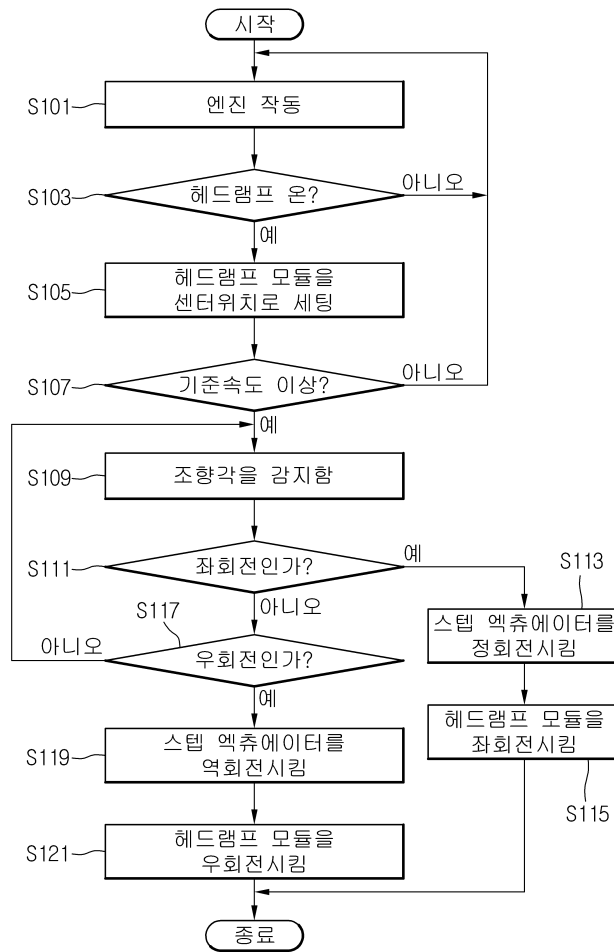 시작
S101
엔진 작동
S103
헤드램프 온?
아니오
예
S105
헤드램프 모듈을
센터위치로 세팅
S107
기준속도 이상?
아니오
예
S109
조향각을 감지함
S111
좌회전인가?
예
아니오
S113
스텝 엑츄에이터를
정회전시킴
S117
우회전인가?
아니오
예
헤드램프 모듈을
좌회전시킴
S115
S119
스텝 엑츄에이터를
역회전시킴
S121
헤드램프 모듈을
우회전시킴
종료